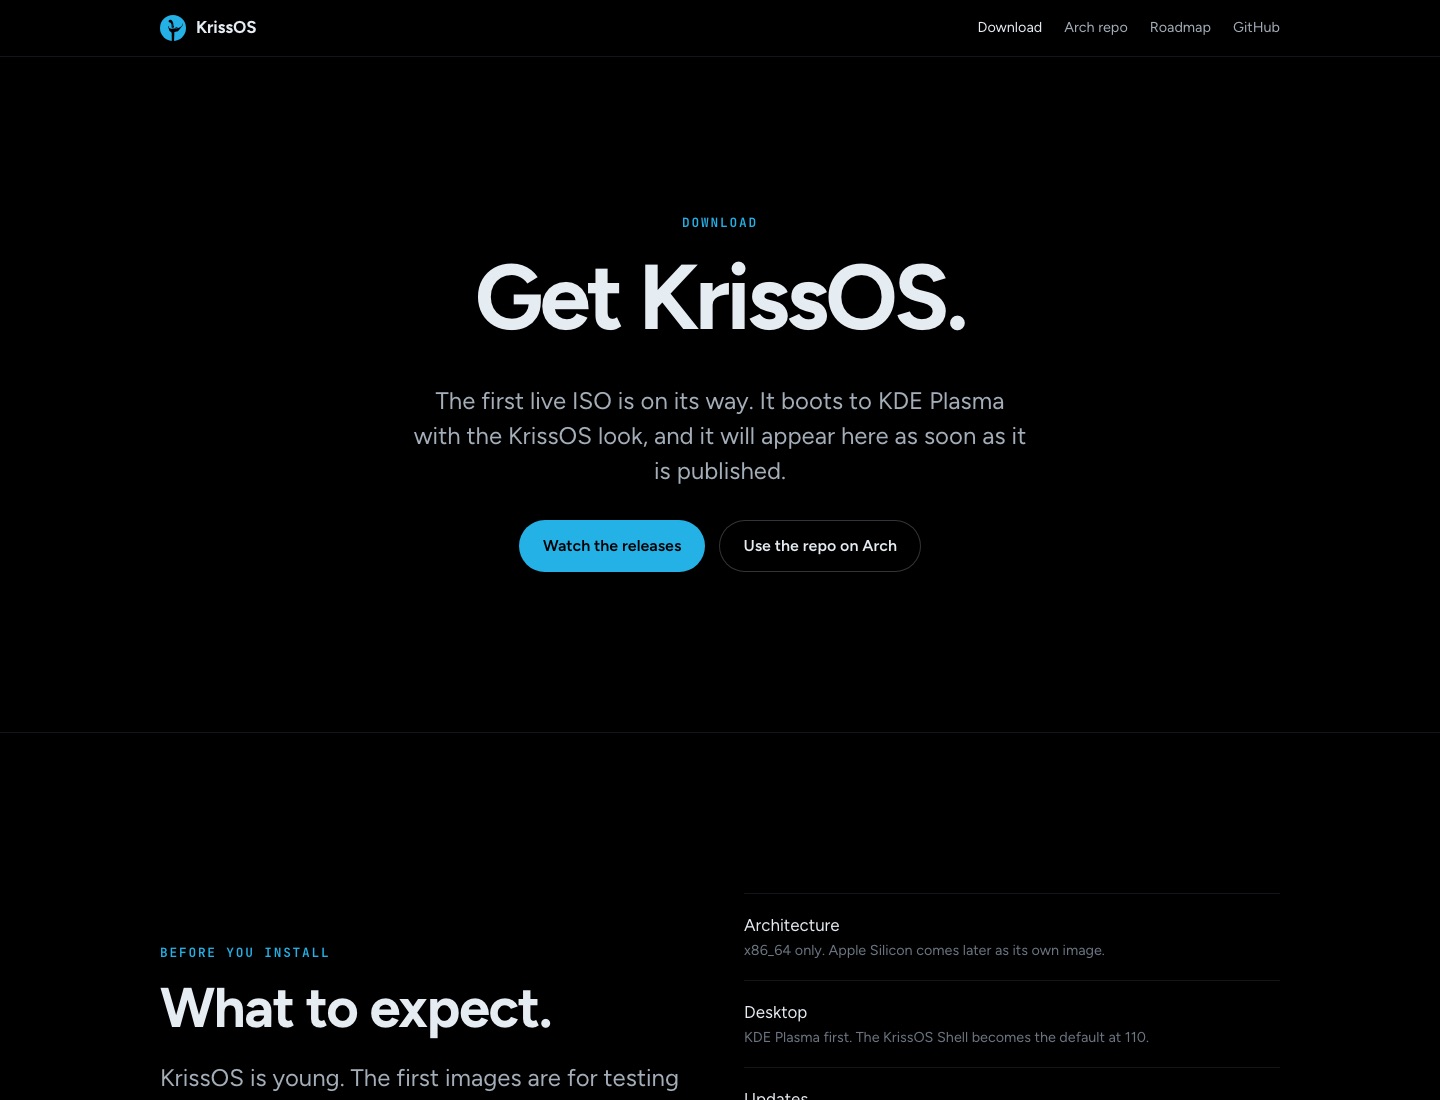 KrissOS
Download
Arch repo
Roadmap
GitHub
DOWNLOAD
Get KrissOS.
The first live ISO is on its way. It boots to KDE Plasma
with the KrissOS look, and it will appear here as soon as it
is published.
Watch the releases
Use the repo on Arch
BEFORE YOU INSTALL
What to expect.
KrissOS is young. The first images are for testing
Architecture
x86_64 only. Apple Silicon comes later as its own image.
Desktop
KDE Plasma first. The KrissOS Shell becomes the default at 110.
Updates